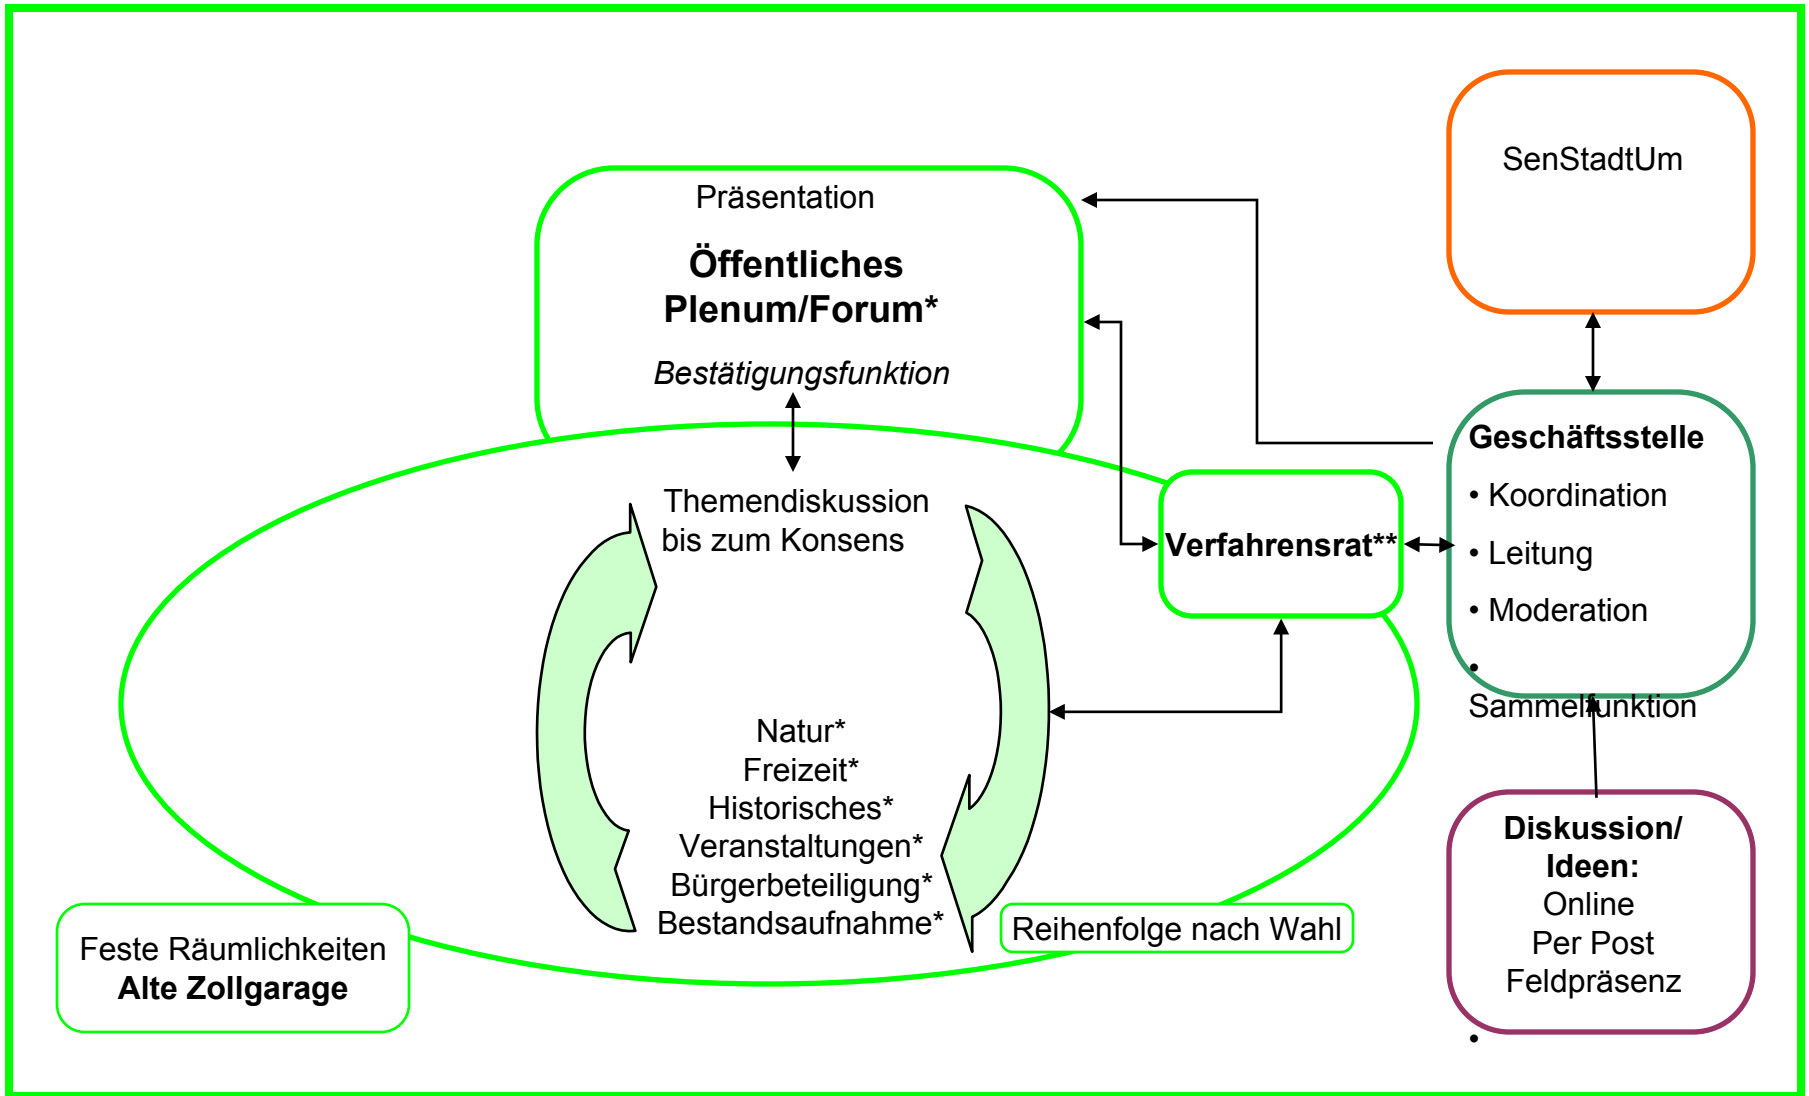 SenStadtUm
Präsentation
Öffentliches
Plenum/Forum*
Bestätigungsfunktion
Themendiskussion
bis zum Konsens
Verfahrensrat**
Geschäftsstelle
• Koordination
• Leitung
• Moderation
•
Sammelfunktion
Natur*
Freizeit*
Historisches*
Veranstaltungen*
Bürgerbeteiligung*
Bestandsaufnahme*
Reihenfolge nach Wahl
Feste Räumlichkeiten
Alte Zollgarage
Diskussion/
Ideen:
Online
Per Post
Feldpräsenz
•